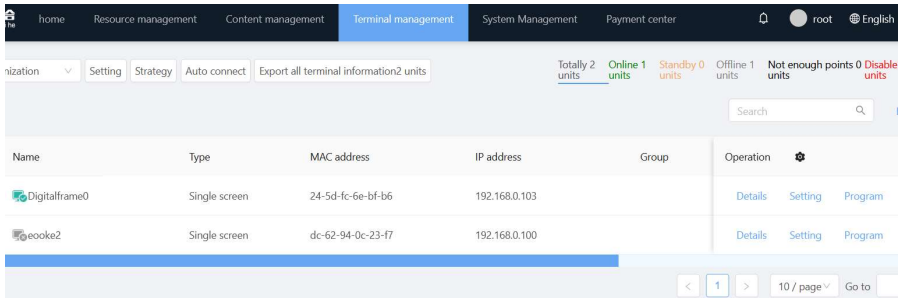 home Resource management Content management Terminal management System Management Payment center root English
nization Setting Strategy Auto connect Export all terminal information2 units Totally 2 units Online 1 units Standby 0 units Offline 1 units Not enough points 0 units Disable units
Search
Name Type MAC address IP address Group Operation
Digitalframe0 Single screen 24-5d-fc-6e-bf-b6 192.168.0.103 Details Setting Program
eooke2 Single screen dc-62-94-0c-23-f7 192.168.0.100 Details Setting Program
< 1 > 10 / page Go to